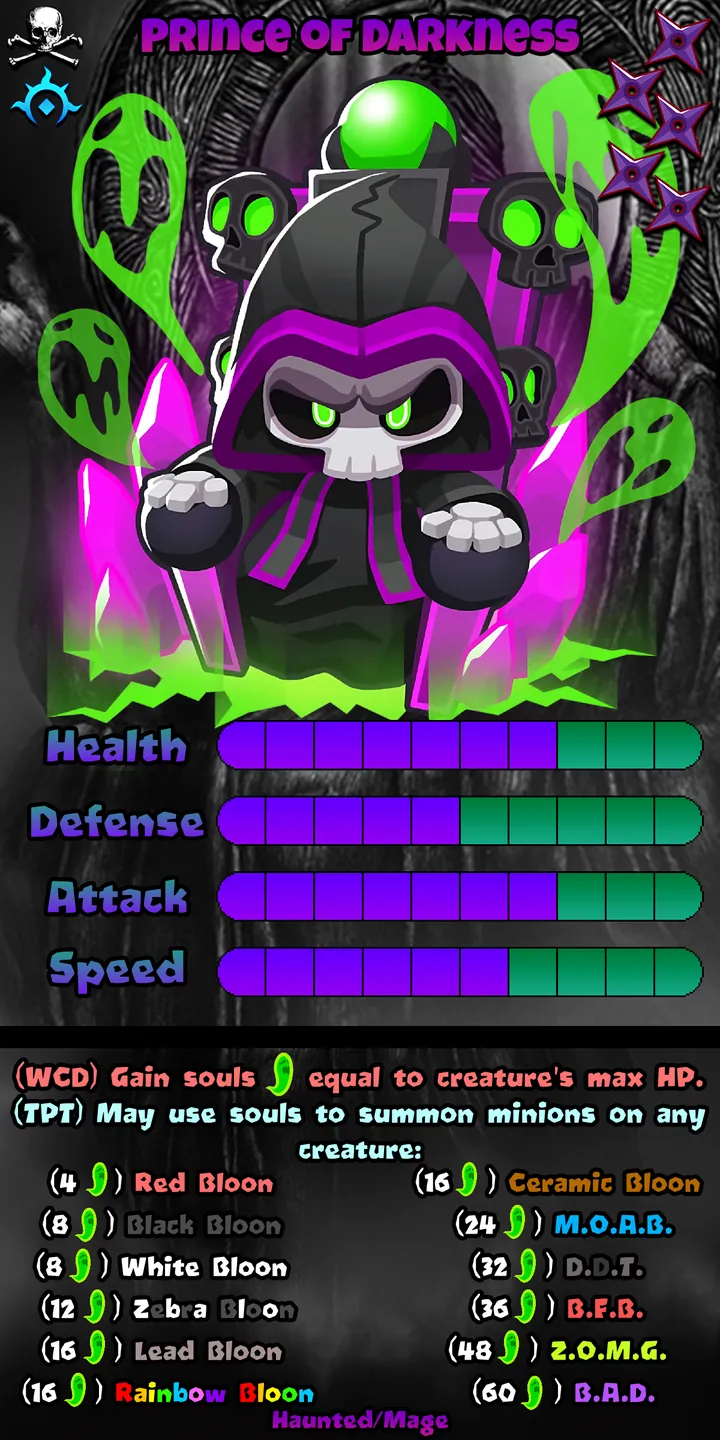 PRINCE OF DARKNESS
Health
Defense
Attack
Speed
(WCD) Gain souls equal to creature's max HP.
(TPT) May use souls to summon minions on any
creature:
(4 ) Red Bloon
(16 ) Ceramic Bloon
(8 ) Black Bloon
(24 ) M.O.A.B.
(8 ) White Bloon
(32 ) D.D.T.
(12 ) Zebra Bloon
(36 ) B.F.B.
(16 ) Lead Bloon
(48 ) Z.O.M.G.
(16 ) Rainbow Bloon
(60 ) B.A.D.
Haunted/Mage